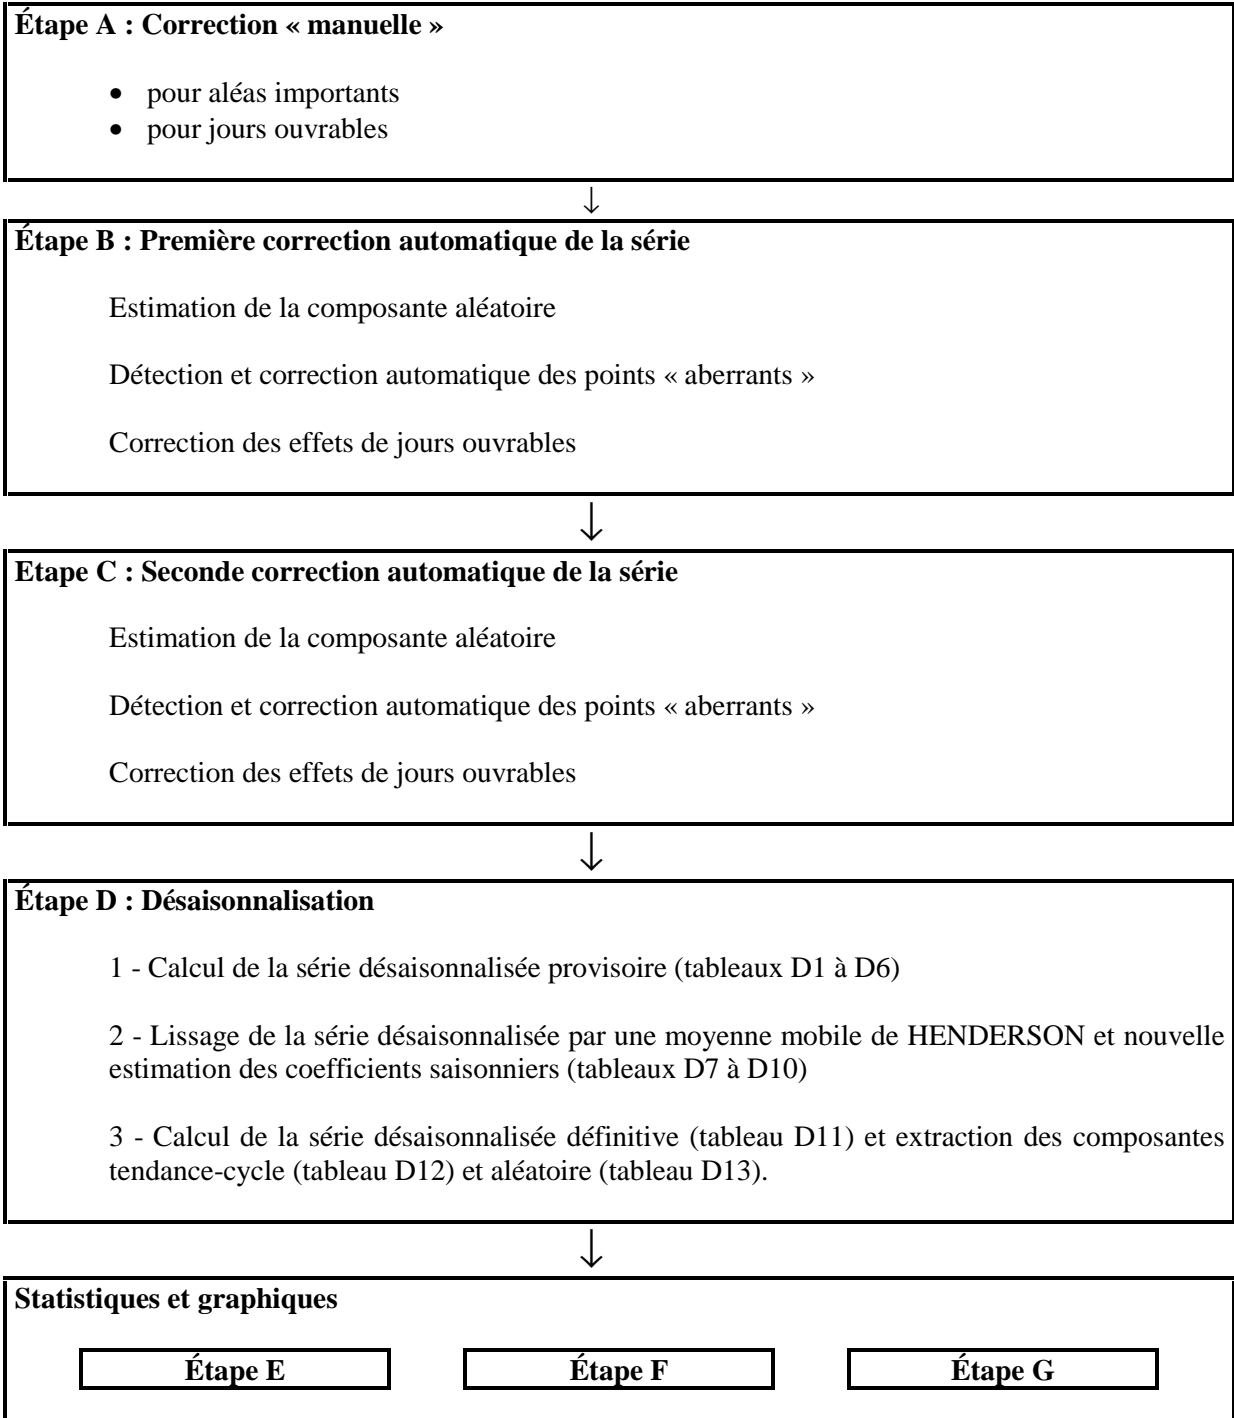 Étape A : Correction « manuelle »
• pour aléas importants
• pour jours ouvrables
↓
Étape B : Première correction automatique de la série
Estimation de la composante aléatoire
Détection et correction automatique des points « aberrants »
Correction des effets de jours ouvrables
↓
Etape C : Seconde correction automatique de la série
Estimation de la composante aléatoire
Détection et correction automatique des points « aberrants »
Correction des effets de jours ouvrables
↓
Étape D : Désaisonnalisation
1 - Calcul de la série désaisonnalisée provisoire (tableaux D1 à D6)
2 - Lissage de la série désaisonnalisée par une moyenne mobile de HENDERSON et nouvelle
estimation des coefficients saisonniers (tableaux D7 à D10)
3 - Calcul de la série désaisonnalisée définitive (tableau D11) et extraction des composantes
tendance-cycle (tableau D12) et aléatoire (tableau D13).
↓
Statistiques et graphiques
Étape E
Étape F
Étape G